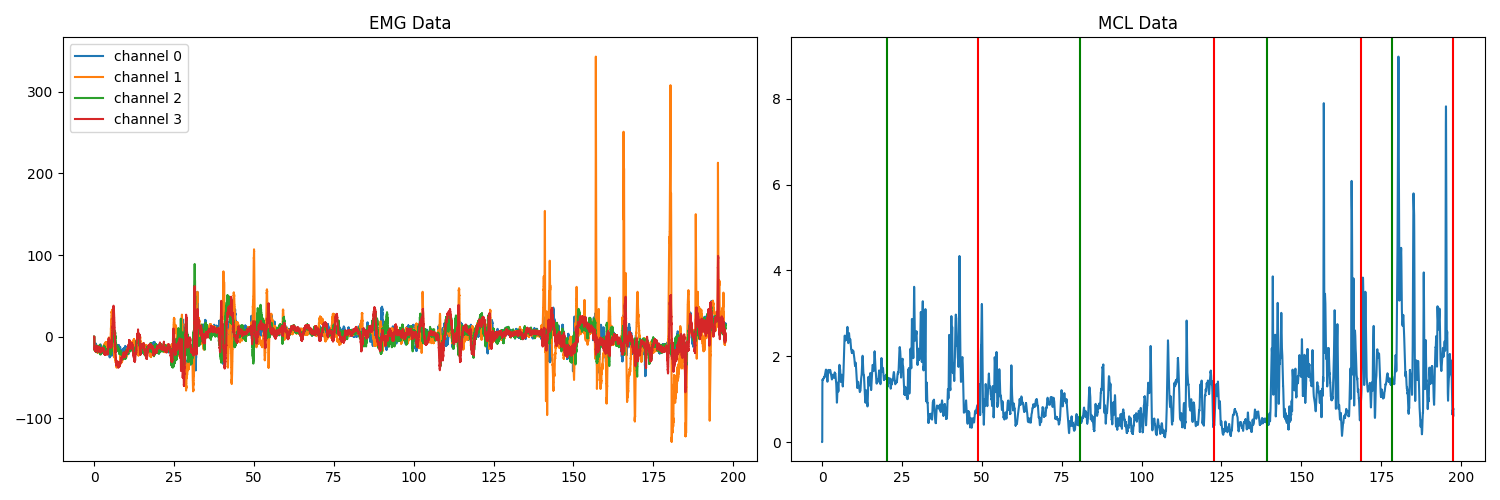 EMG Data
channel 0
channel 1
channel 2
channel 3
300
200
100
0
−100
0 25 50 75 100 125 150 175 200
MCL Data
8
6
4
2
0
0 25 50 75 100 125 150 175 200